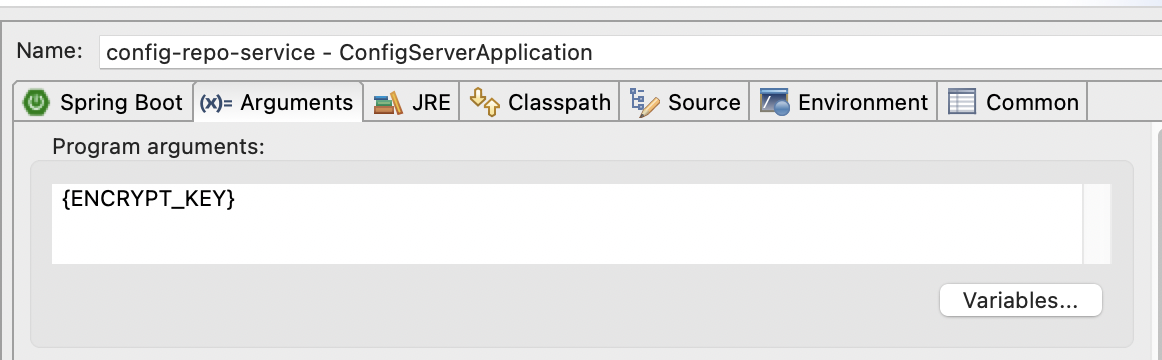 Name: config-repo-service - ConfigServerApplication
Spring Boot (x)= Arguments JRE Classpath Source Environment Common
Program arguments:
{ENCRYPT_KEY}
Variables...